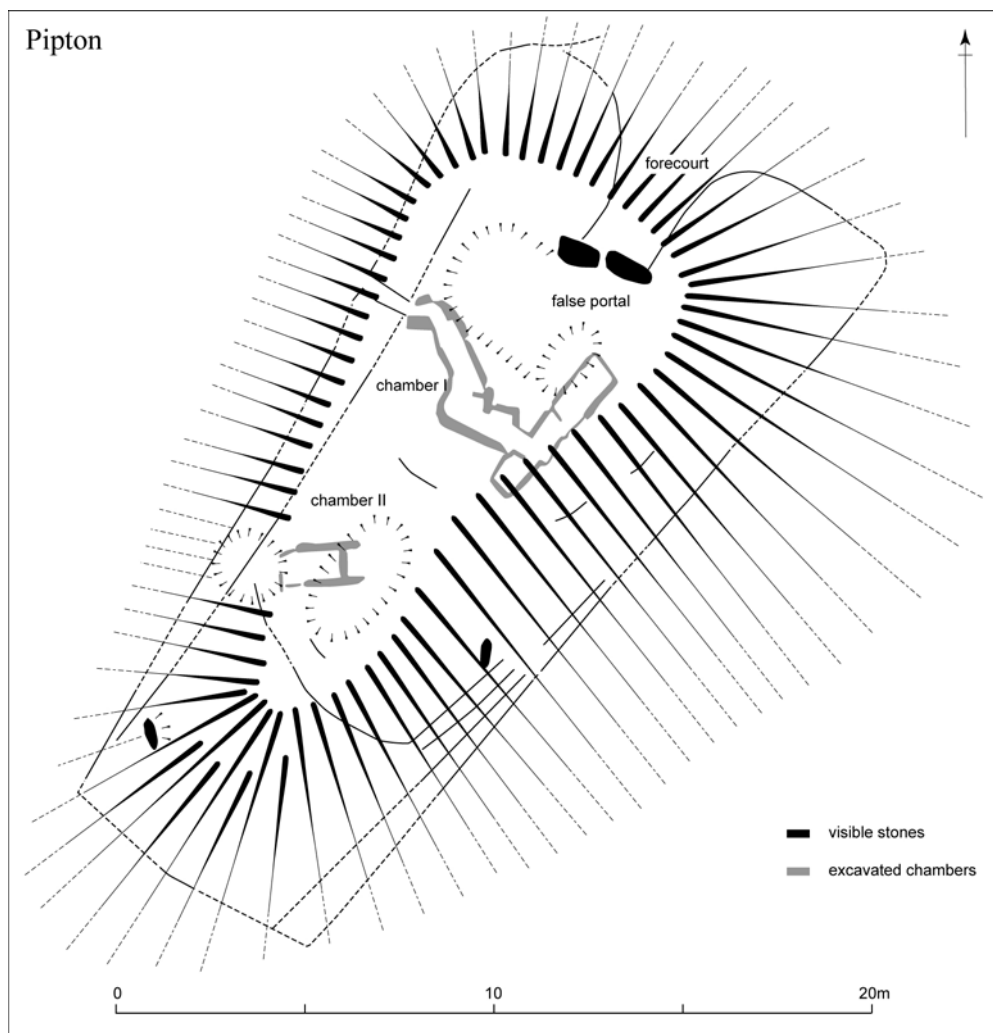 Pipton
forecourt
false portal
chamber I
chamber II
visible stones
excavated chambers
0
10
20m